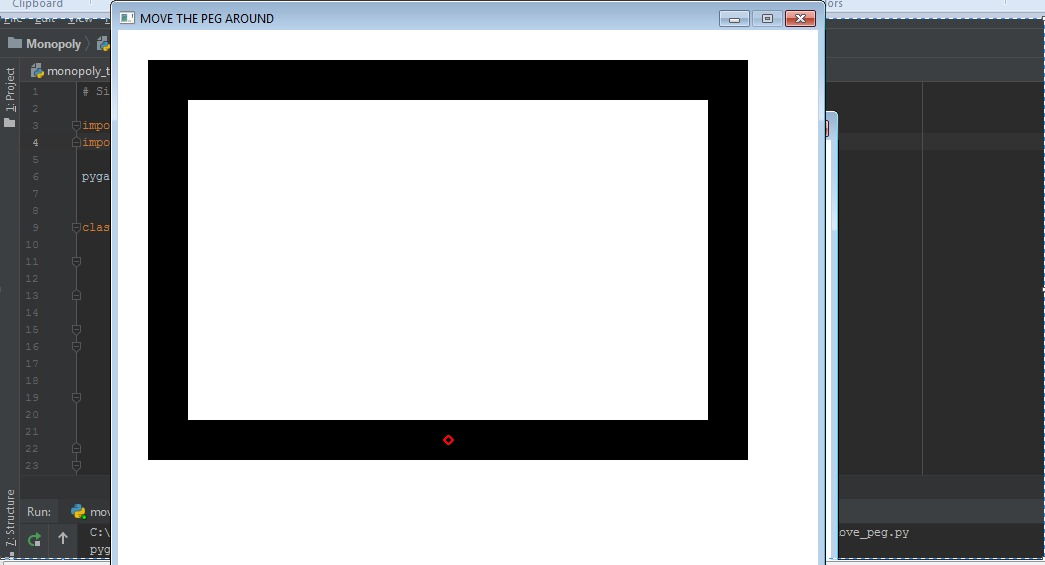 Clipboard
ors
File Edit View
MOVE THE PEG AROUND
Monopoly
1: Project
monopoly_t
1 # Si
2
3 impo
4 impo
5
6 pyga
7
8
9 clas
10
11
12
13
14
15
16
17
18
19
20
21
22
23
7: Structure
Run: mov
C:\ ove_peg.py
pyg